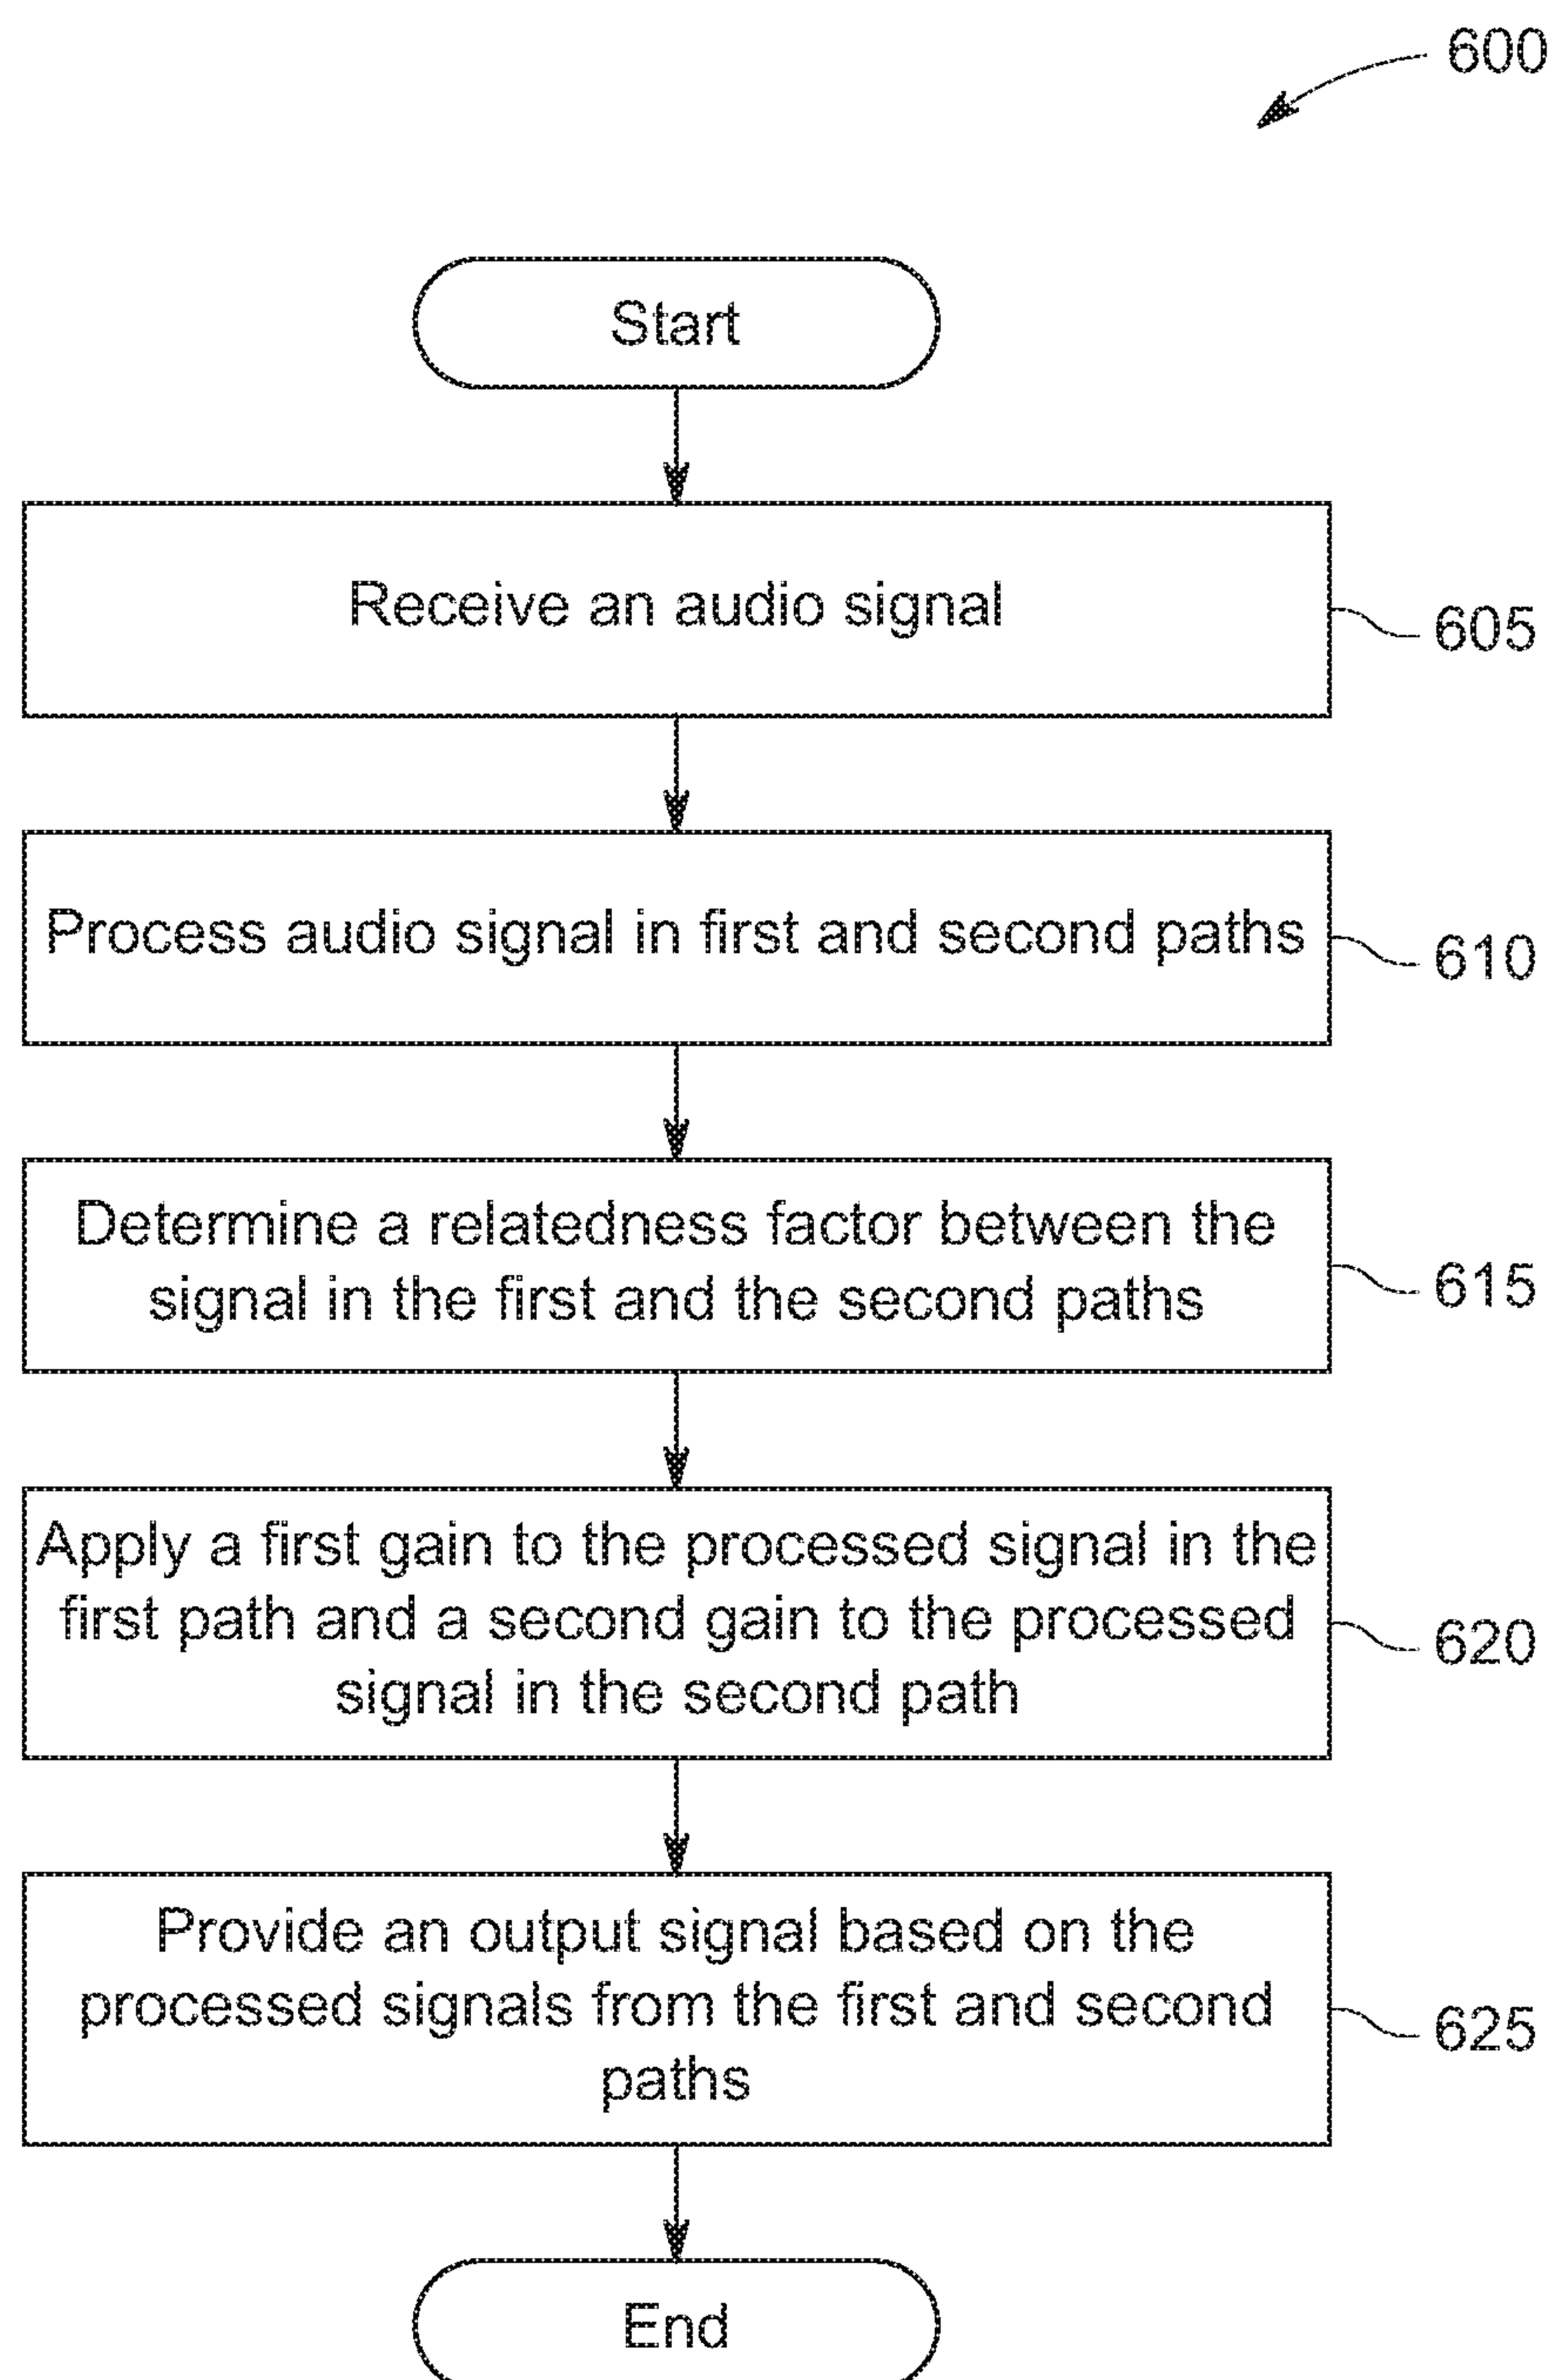 600
Start
Receive an audio signal
605
Process audio signal in first and second paths
610
Determine a relatedness factor between the
signal in the first and the second paths
615
Apply a first gain to the processed signal in the
first path and a second gain to the processed
signal in the second path
620
Provide an output signal based on the
processed signals from the first and second
paths
625
End